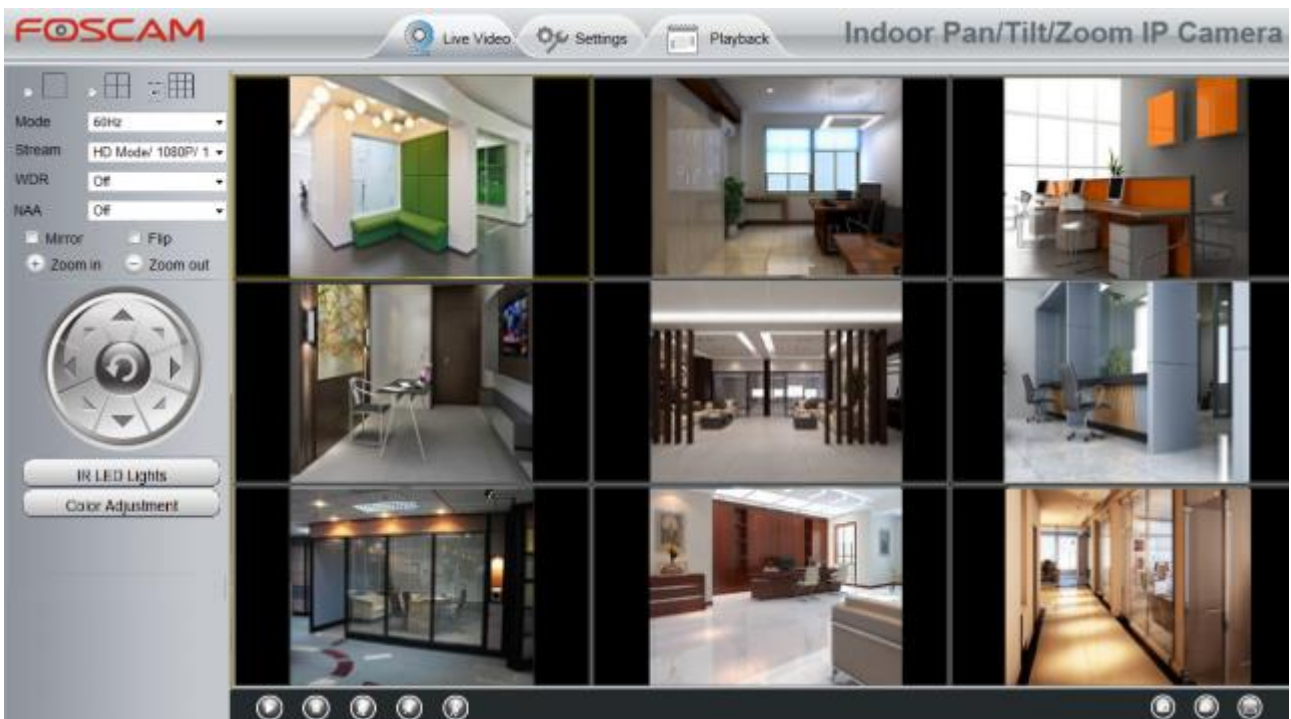 FOSCAM
Live Video
Settings
Playback
Indoor Pan/Tilt/Zoom IP Camera
Mode 60Hz
Stream HD Mode/ 1080P/ 1
WDR Off
NAA Off
Mirror Flip
Zoom in Zoom out
IR LED Lights
Color Adjustment